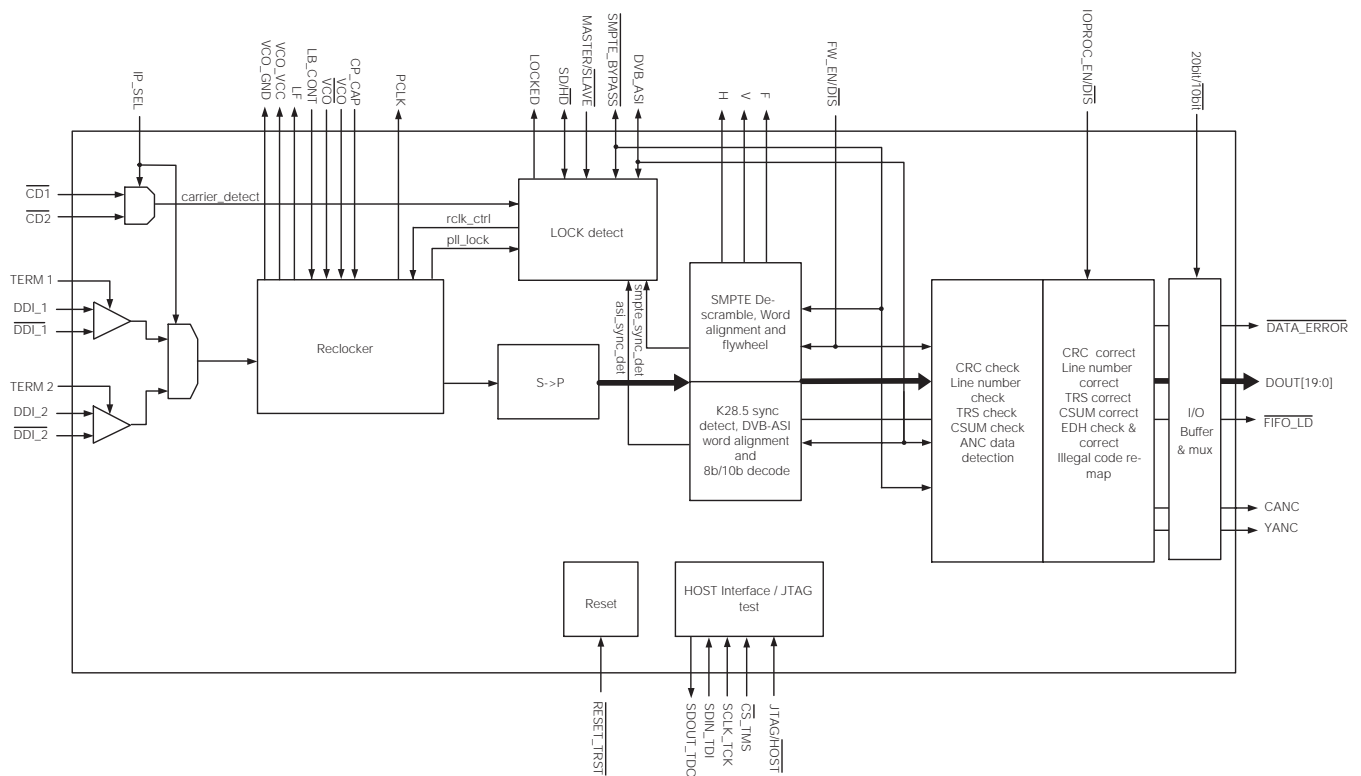 IP_SEL
VCO_GND
VCO_VCC
LF
LB_CONT
VCO
VCO
CP_CAP
PCLK
LOCKED
SD/HD
MASTER/SLAVE
SMPTE_BYPASS
DVB_ASI
H
V
F
FW_EN/DIS
IOPROC_EN/DIS
20bit/10bit
CD1
CD2
carrier_detect
rclk_ctrl
pll_lock
LOCK detect
TERM 1
DDI_1
DDI_1
TERM 2
DDI_2
DDI_2
Reclocker
S->P
asi_sync_det
smpte_sync_det
SMPTE De-
scramble, Word
alignment and
flywheel
K28.5 sync
detect, DVB-ASI
word alignment
and
8b/10b decode
CRC check
Line number
check
TRS check
CSUM check
ANC data
detection
CRC correct
Line number
correct
TRS correct
CSUM correct
EDH check &
correct
Illegal code re-
map
I/O
Buffer
& mux
DATA_ERROR
DOUT[19:0]
FIFO_LD
CANC
YANC
Reset
HOST Interface / JTAG
test
RESET_TRST
SDOUT_TDO
SDIN_TDI
SCLK_TCK
CS_TMS
JTAG/HOST